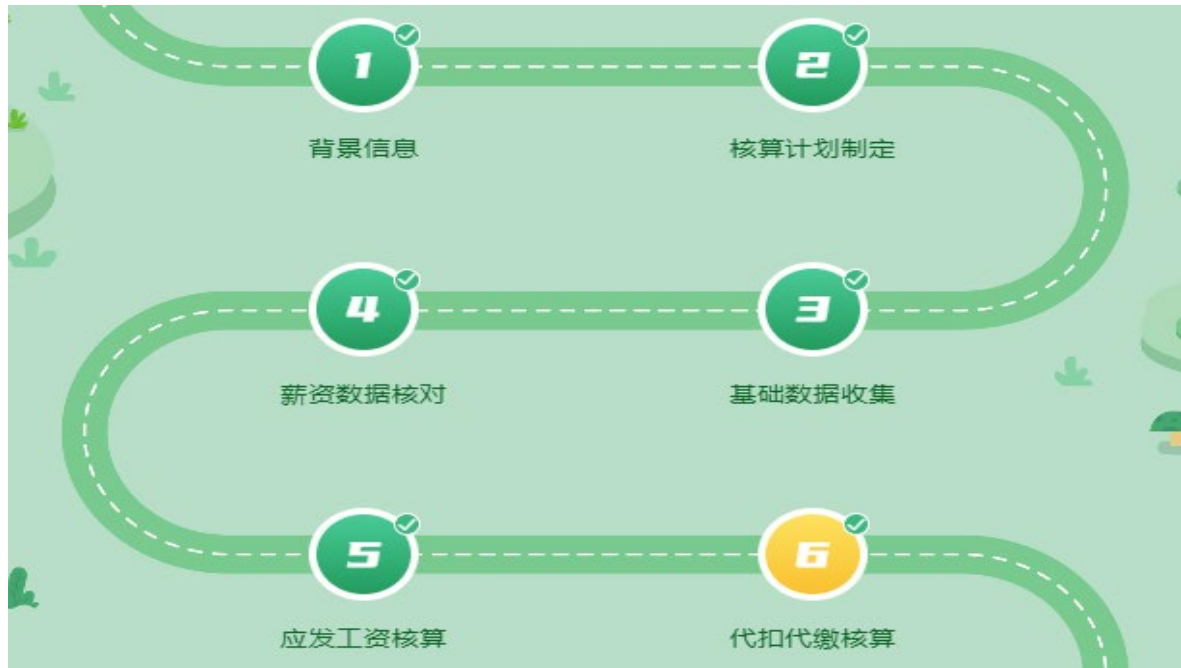 1
2
背景信息
核算计划制定
4
3
薪资数据核对
基础数据收集
5
6
应发工资核算
代扣代缴核算